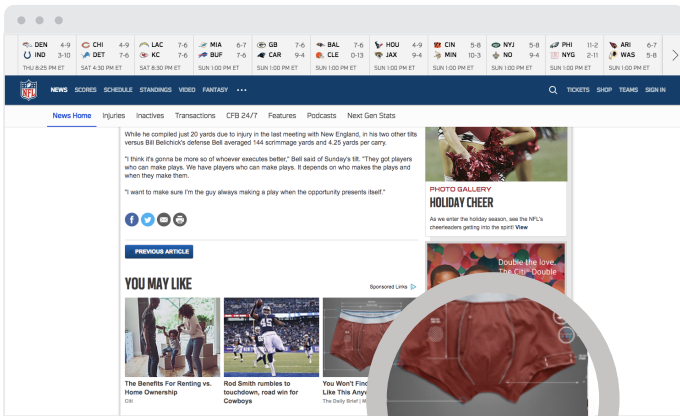 DEN 4-9 CHI 4-9 LAC 7-6 MIA 6-7 GB 7-6 BAL 7-6 HOU 4-9 CIN 5-8 NYJ 5-8 PHI 11-2 ARI 6-7
IND 3-10 DET 7-6 KC 7-6 BUF 7-6 CAR 9-4 CLE 0-13 JAX 9-4 MIN 10-3 NO 9-4 NYG 2-11 WAS 5-8
THU 8:25 PM ET SAT 4:30 PM ET SAT 8:30 PM ET SUN 1:00 PM ET SUN 1:00 PM ET SUN 1:00 PM ET SUN 1:00 PM ET SUN 1:00 PM ET SUN 1:00 PM ET SUN 1:00 PM ET SUN 1:00 PM ET
NFL NEWS SCORES SCHEDULE STANDINGS VIDEO FANTASY ••• TICKETS SHOP TEAMS SIGN IN
News Home Injuries Inactives Transactions CFB 24/7 Features Podcasts Next Gen Stats
While he compiled just 20 yards due to injury in the last meeting with New England, in his two other tilts
versus Bill Belichick's defense Bell averaged 144 scrimmage yards and 4.25 yards per carry.
"I think it's gonna be more so of whoever executes better," Bell said of Sunday's tilt. "They got players
who can make plays. We have players who can make plays. It depends on who makes the plays and
when they make them.
"I want to make sure I'm the guy always making a play when the opportunity presents itself."
PHOTO GALLERY
HOLIDAY CHEER
As we enter the holiday season, see the NFL's
cheerleaders getting into the spirit! View
PREVIOUS ARTICLE
YOU MAY LIKE
Sponsored Links
Double the love.
The Citi® Double
The Benefits For Renting vs.
Home Ownership
Citi
Rod Smith rumbles to
touchdown, road win for
Cowboys
You Won't Find
Like This Anyw
The Daily Brief | M